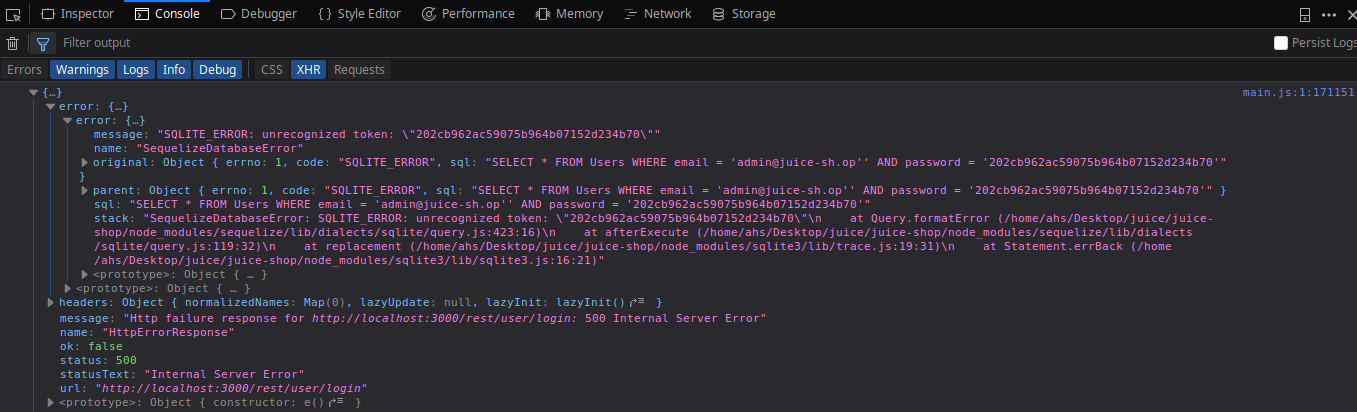 Inspector Console Debugger {} Style Editor Performance Memory Network Storage
Filter output Persist Logs
Errors Warnings Logs Info Debug CSS XHR Requests
{…} main.js:1:171151
error: {…}
error: {…}
message: "SQLITE_ERROR: unrecognized token: \"202cb962ac59075b964b07152d234b70\""
name: "SequelizeDatabaseError"
original: Object { errno: 1, code: "SQLITE_ERROR", sql: "SELECT * FROM Users WHERE email = 'admin@juice-sh.op'' AND password = '202cb962ac59075b964b07152d234b70'"
}
parent: Object { errno: 1, code: "SQLITE_ERROR", sql: "SELECT * FROM Users WHERE email = 'admin@juice-sh.op'' AND password = '202cb962ac59075b964b07152d234b70'" }
sql: "SELECT * FROM Users WHERE email = 'admin@juice-sh.op'' AND password = '202cb962ac59075b964b07152d234b70'"
stack: "SequelizeDatabaseError: SQLITE_ERROR: unrecognized token: \"202cb962ac59075b964b07152d234b70\"\n    at Query.formatError (/home/ahs/Desktop/juice/juice-
shop/node_modules/sequelize/lib/dialects/sqlite/query.js:423:16)\n    at afterExecute (/home/ahs/Desktop/juice/juice-shop/node_modules/sequelize/lib/dialects
/sqlite/query.js:119:32)\n    at replacement (/home/ahs/Desktop/juice/juice-shop/node_modules/sqlite3/lib/trace.js:19:31)\n    at Statement.errBack (/home
/ahs/Desktop/juice/juice-shop/node_modules/sqlite3/lib/sqlite3.js:16:21)"
<prototype>: Object { … }
<prototype>: Object { … }
headers: Object { normalizedNames: Map(0), lazyUpdate: null, lazyInit: lazyInit() }
message: "Http failure response for http://localhost:3000/rest/user/login: 500 Internal Server Error"
name: "HttpErrorResponse"
ok: false
status: 500
statusText: "Internal Server Error"
url: "http://localhost:3000/rest/user/login"
<prototype>: Object { constructor: e() }